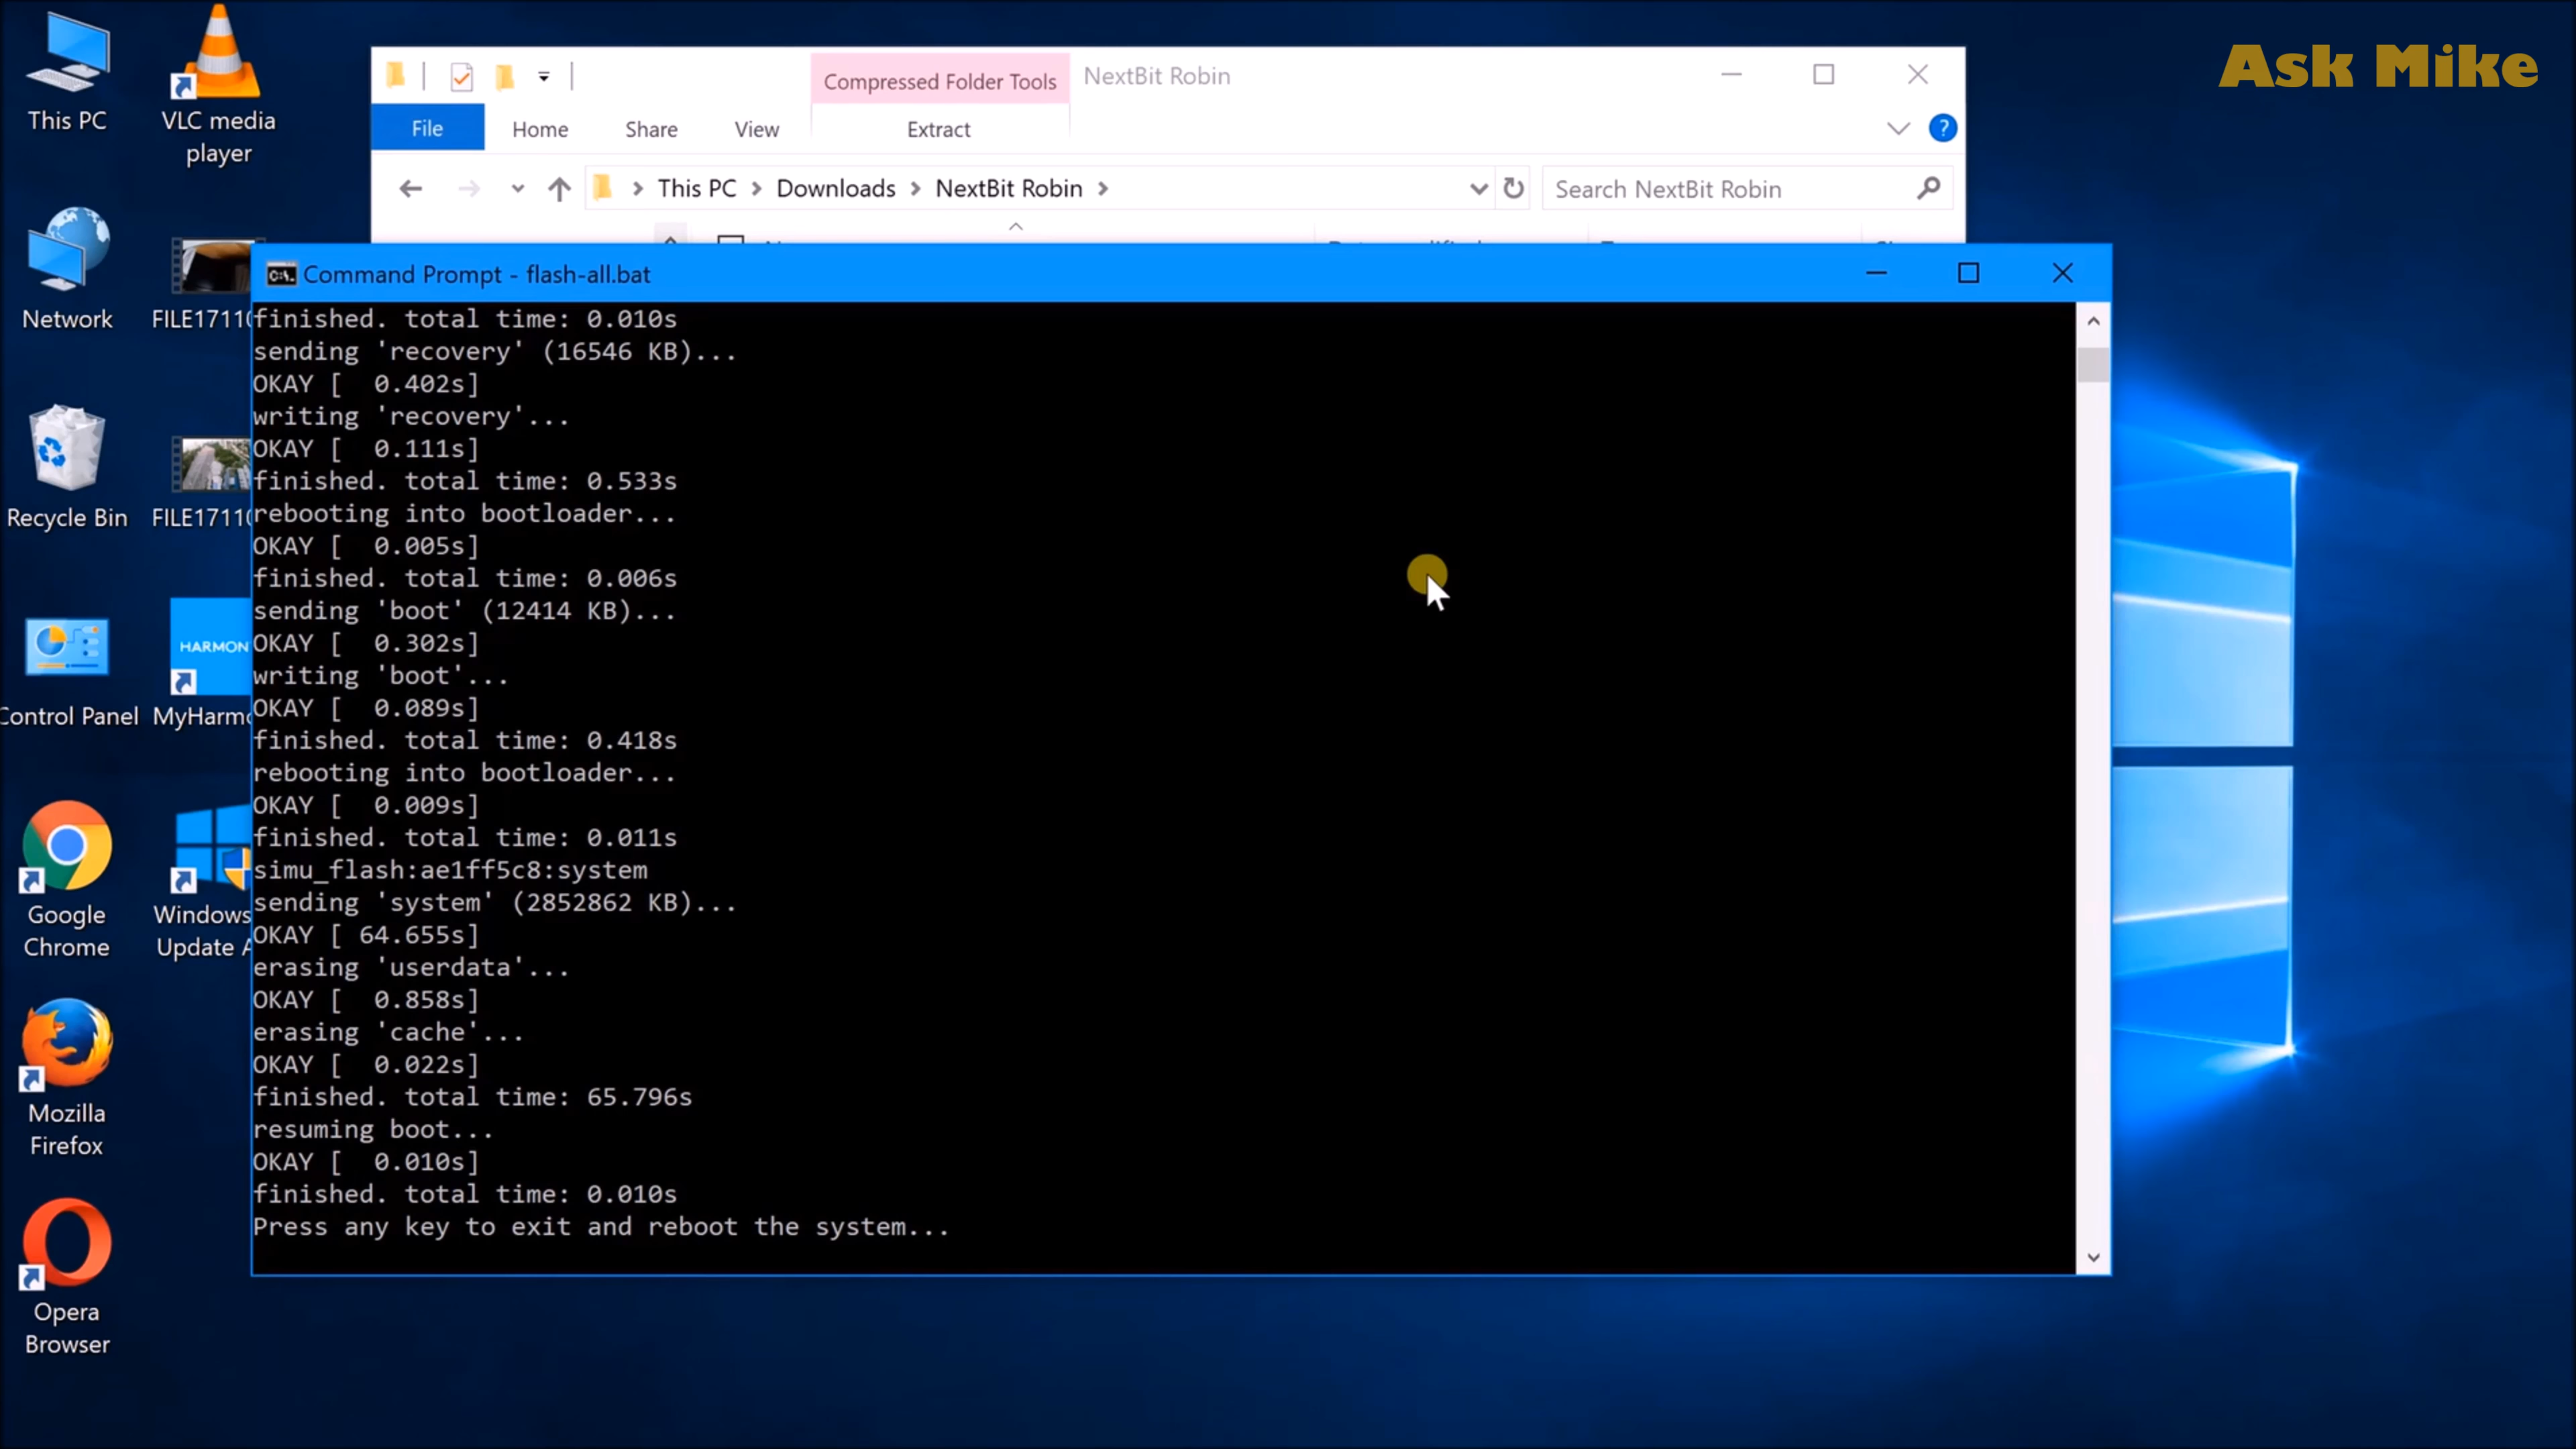 Ask Mike
This PC
VLC media
player
Network
FILE1710
Recycle Bin
FILE1710
Control Panel
HARMON
MyHarmo
Google
Chrome
Windows
Update A
Mozilla
Firefox
Opera
Browser
Compressed Folder Tools
NextBit Robin
File
Home
Share
View
Extract
This PC > Downloads > NextBit Robin >
Search NextBit Robin
Command Prompt - flash-all.bat
finished. total time: 0.010s
sending 'recovery' (16546 KB)...
OKAY [  0.402s]
writing 'recovery'...
OKAY [  0.111s]
finished. total time: 0.533s
rebooting into bootloader...
OKAY [  0.005s]
finished. total time: 0.006s
sending 'boot' (12414 KB)...
OKAY [  0.302s]
writing 'boot'...
OKAY [  0.089s]
finished. total time: 0.418s
rebooting into bootloader...
OKAY [  0.009s]
finished. total time: 0.011s
simu_flash:ae1ff5c8:system
sending 'system' (2852862 KB)...
OKAY [ 64.655s]
erasing 'userdata'...
OKAY [  0.858s]
erasing 'cache'...
OKAY [  0.022s]
finished. total time: 65.796s
resuming boot...
OKAY [  0.010s]
finished. total time: 0.010s
Press any key to exit and reboot the system...